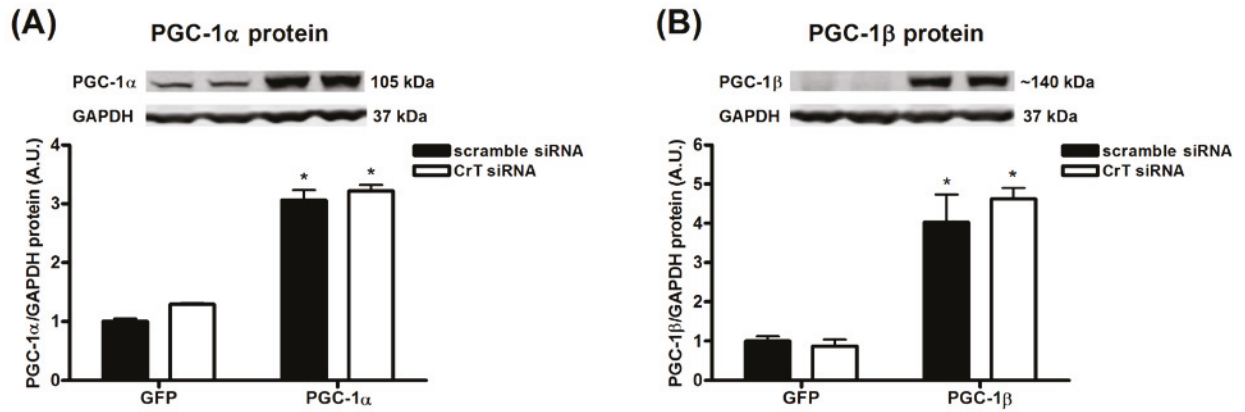 (A)
PGC-1α protein
PGC-1α
105 kDa
GAPDH
37 kDa
PGC-1α/GAPDH protein (A.U.)
4
3
2
1
0
scramble siRNA
CrT siRNA
*
*
GFP
PGC-1α
(B)
PGC-1β protein
PGC-1β
~140 kDa
GAPDH
37 kDa
PGC-1β/GAPDH protein (A.U.)
6
5
4
3
2
1
0
scramble siRNA
CrT siRNA
*
*
GFP
PGC-1β